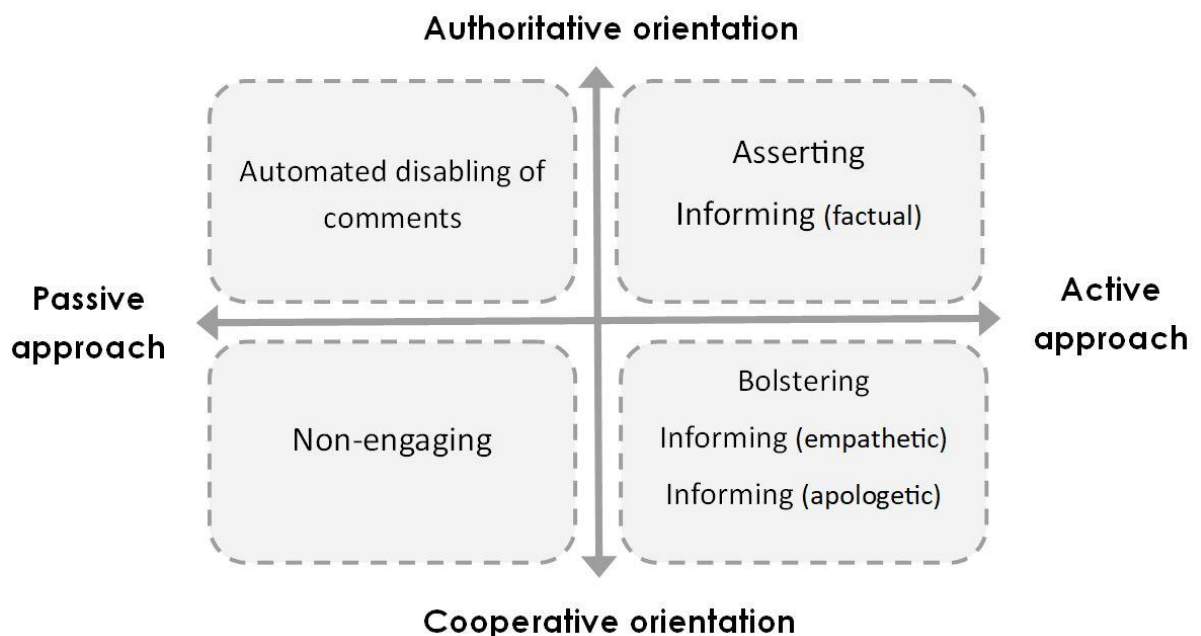 Authoritative orientation
Automated disabling of
comments
Asserting
Informing (factual)
Passive
approach
Active
approach
Non-engaging
Bolstering
Informing (empathetic)
Informing (apologetic)
Cooperative orientation